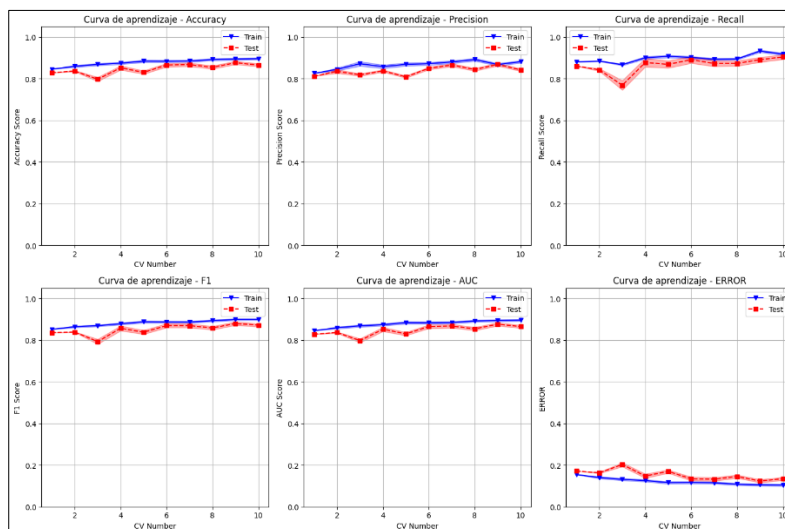 Curva de aprendizaje - Accuracy
Train
Test
1.0
0.8
0.6
0.4
0.2
0.0
Accuracy Score
2 4 6 8 10
CV Number
Curva de aprendizaje - Precision
Train
Test
1.0
0.8
0.6
0.4
0.2
0.0
Precision Score
2 4 6 8 10
CV Number
Curva de aprendizaje - Recall
Train
Test
1.0
0.8
0.6
0.4
0.2
0.0
Recall Score
2 4 6 8 10
CV Number
Curva de aprendizaje - F1
Train
Test
1.0
0.8
0.6
0.4
0.2
0.0
F1 Score
2 4 6 8 10
CV Number
Curva de aprendizaje - AUC
Train
Test
1.0
0.8
0.6
0.4
0.2
0.0
AUC Score
2 4 6 8 10
CV Number
Curva de aprendizaje - ERROR
Train
Test
1.0
0.8
0.6
0.4
0.2
0.0
ERROR
2 4 6 8 10
CV Number